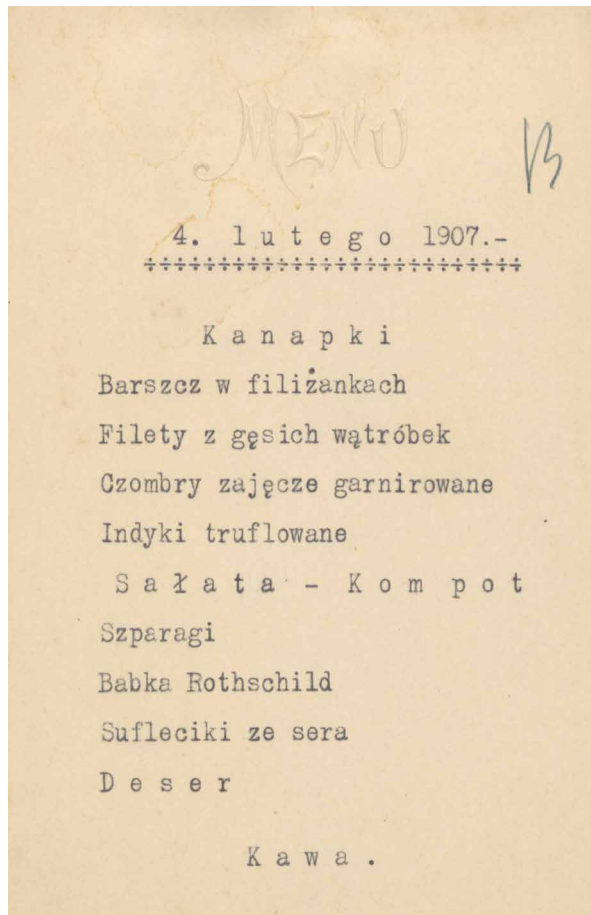 MENU
4. lutego 1907.-
÷÷÷÷÷÷÷÷÷÷÷÷÷÷÷÷÷÷÷÷÷÷÷÷÷÷
Kanapki
Barszcz w filiżankach
Filety z gęsich wątróbek
Czombry zajęcze garnirowane
Indyki truflowane
Sałata - Kompot
Szparagi
Babka Rothschild
Sufleciki ze sera
Deser
Kawa.